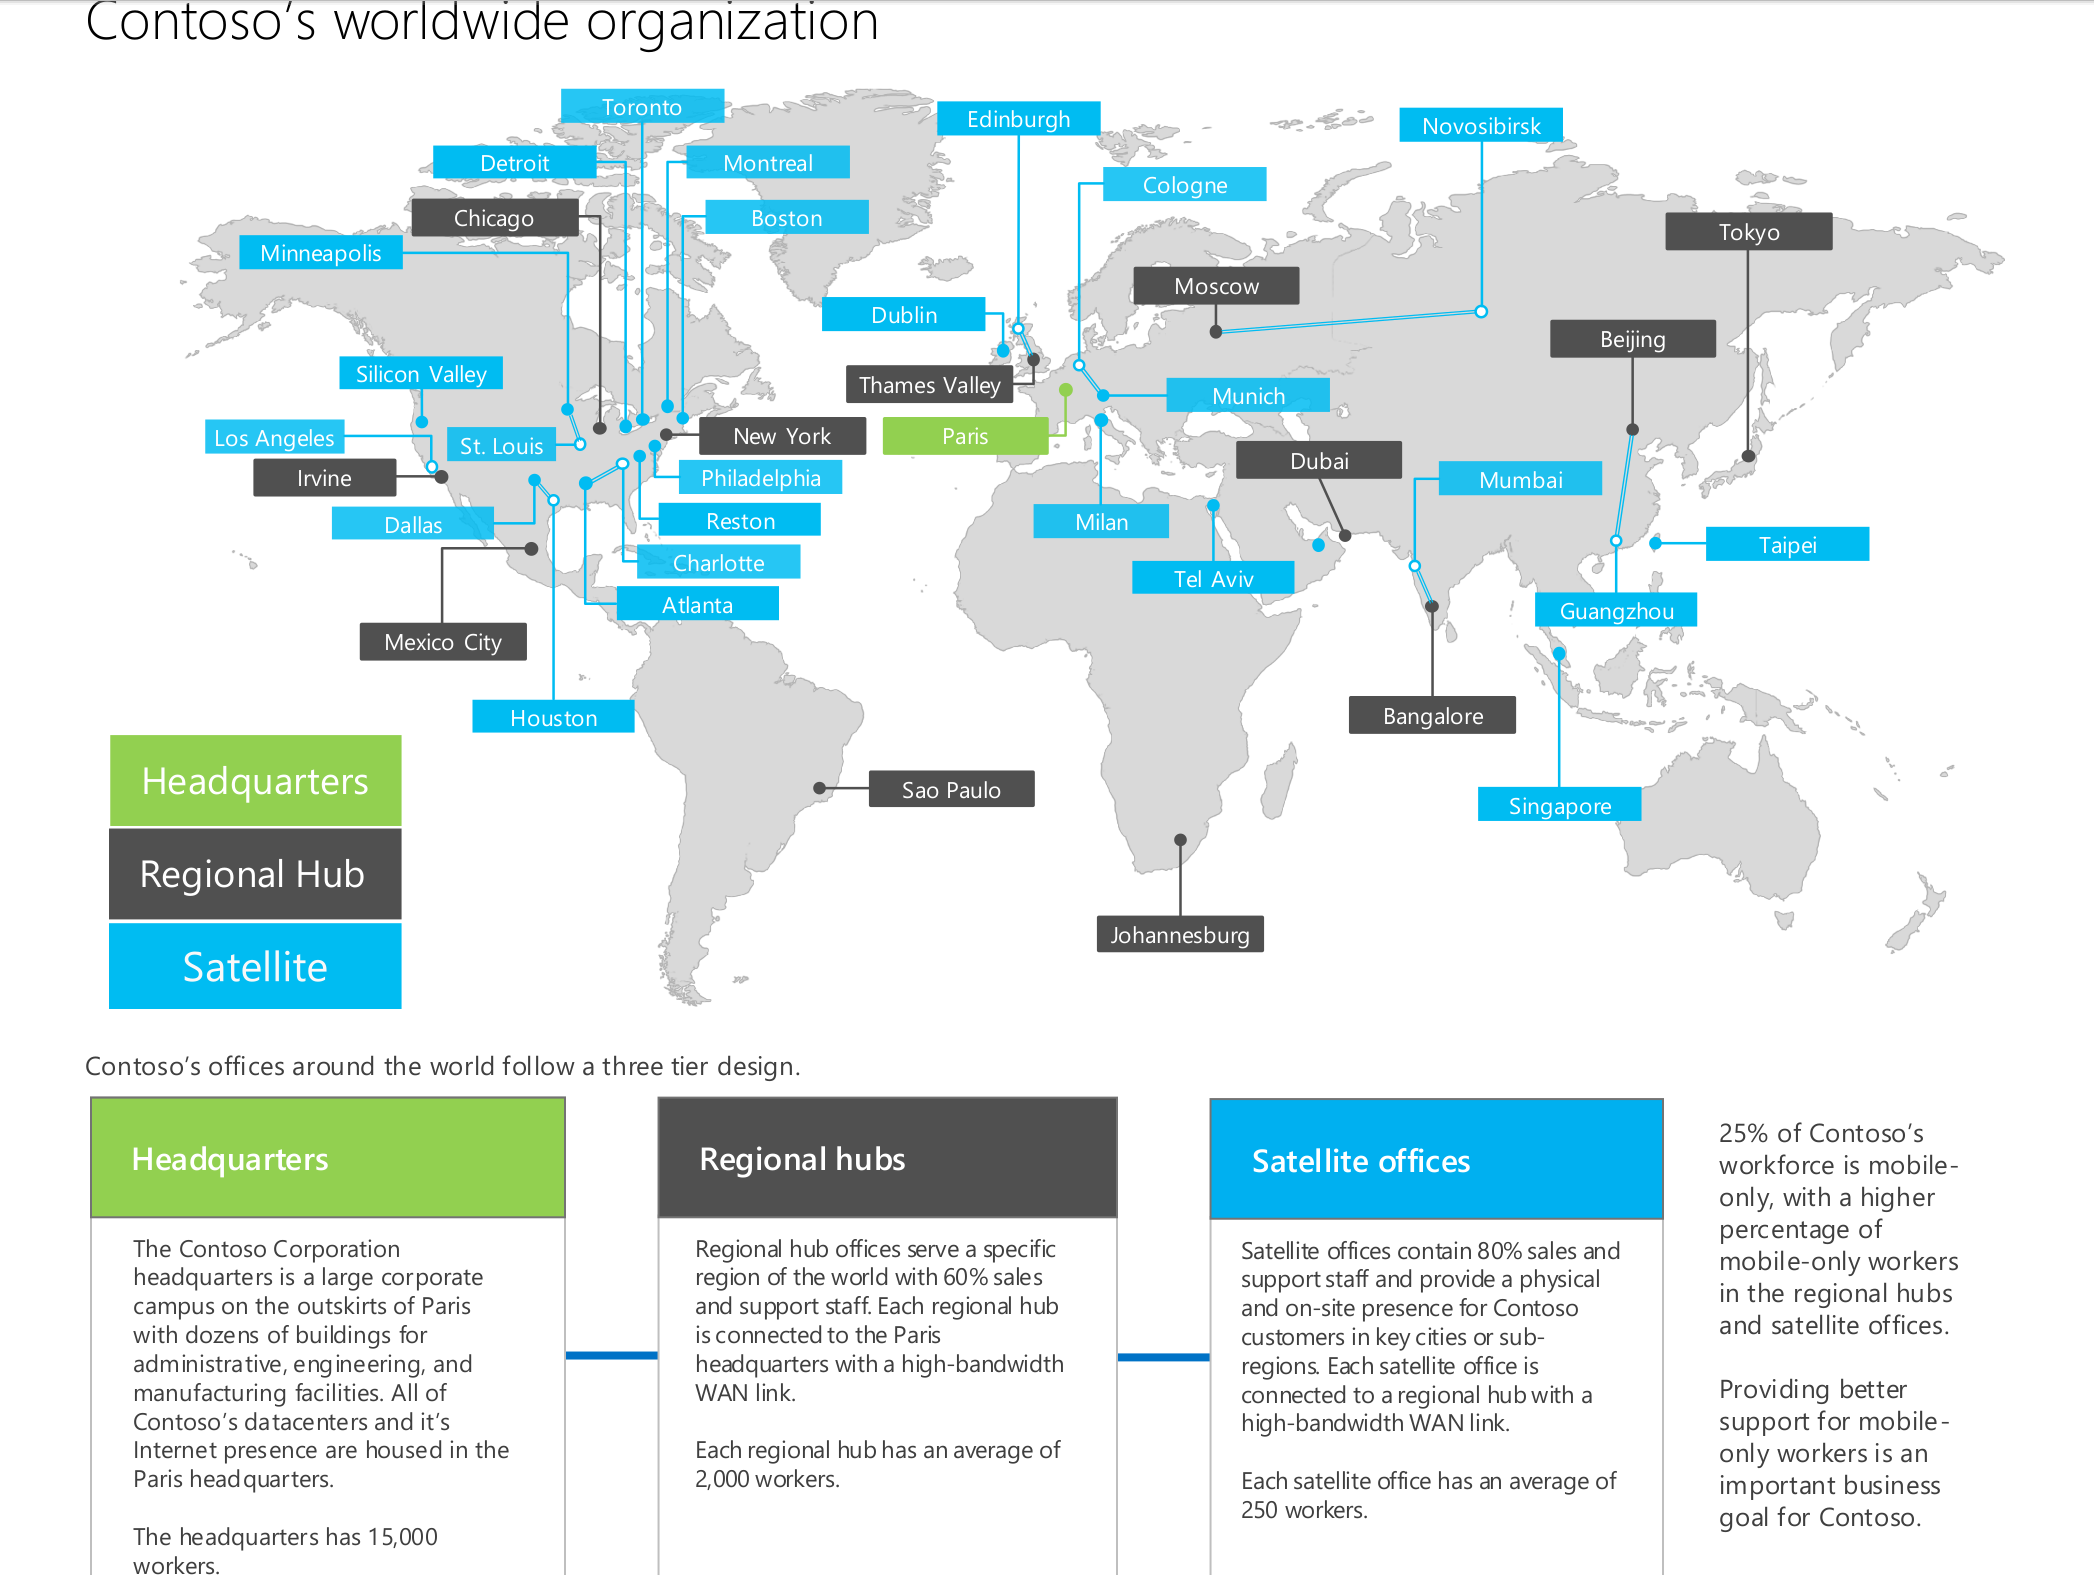 Contoso's worldwide organization
Toronto
Edinburgh
Novosibirsk
Detroit
Montreal
Cologne
Chicago
Boston
Tokyo
Minneapolis
Moscow
Dublin
Beijing
Silicon Valley
Thames Valley
Munich
Los Angeles
St. Louis
New York
Paris
Dubai
Irvine
Philadelphia
Mumbai
Dallas
Reston
Milan
Taipei
Charlotte
Tel Aviv
Atlanta
Guangzhou
Mexico City
Houston
Bangalore
Headquarters
Sao Paulo
Singapore
Regional Hub
Johannesburg
Satellite
Contoso's offices around the world follow a three tier design.
Headquarters
The Contoso Corporation
headquarters is a large corporate
campus on the outskirts of Paris
with dozens of buildings for
administrative, engineering, and
manufacturing facilities. All of
Contoso's datacenters and it's
Internet presence are housed in the
Paris headquarters.
The headquarters has 15,000
workers.
Regional hubs
Regional hub offices serve a specific
region of the world with 60% sales
and support staff. Each regional hub
is connected to the Paris
headquarters with a high-bandwidth
WAN link.
Each regional hub has an average of
2,000 workers.
Satellite offices
Satellite offices contain 80% sales and
support staff and provide a physical
and on-site presence for Contoso
customers in key cities or sub-
regions. Each satellite office is
connected to a regional hub with a
high-bandwidth WAN link.
Each satellite office has an average of
250 workers.
25% of Contoso's
workforce is mobile-
only, with a higher
percentage of
mobile-only workers
in the regional hubs
and satellite offices.
Providing better
support for mobile-
only workers is an
important business
goal for Contoso.